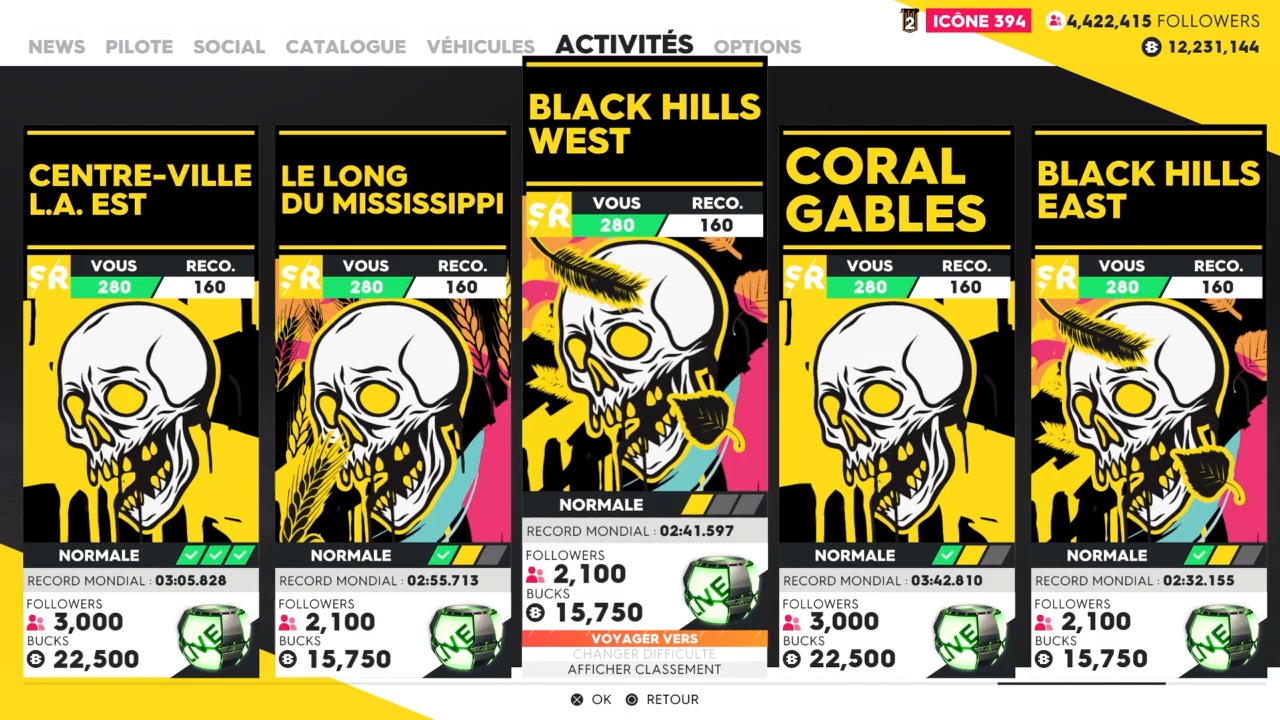 2 ICÔNE 394 4,422,415 FOLLOWERS
NEWS PILOTE SOCIAL CATALOGUE VÉHICULES ACTIVITÉS OPTIONS
12,231,144
CENTRE-VILLE
L.A. EST
SR VOUS RECO.
280 160
NORMALE
RECORD MONDIAL : 03:05.828
FOLLOWERS
3,000
BUCKS
22,500
LE LONG
DU MISSISSIPPI
SR VOUS RECO.
280 160
NORMALE
RECORD MONDIAL : 02:55.713
FOLLOWERS
2,100
BUCKS
15,750
BLACK HILLS
WEST
SR VOUS RECO.
280 160
NORMALE
RECORD MONDIAL : 02:41.597
FOLLOWERS
2,100
BUCKS
15,750
VOYAGER VERS
CHANGER DIFFICULTÉ
AFFICHER CLASSEMENT
CORAL
GABLES
SR VOUS RECO.
280 160
NORMALE
RECORD MONDIAL : 03:42.810
FOLLOWERS
3,000
BUCKS
22,500
BLACK HILLS
EAST
SR VOUS RECO.
280 160
NORMALE
RECORD MONDIAL : 02:32.155
FOLLOWERS
2,100
BUCKS
15,750
OK RETOUR